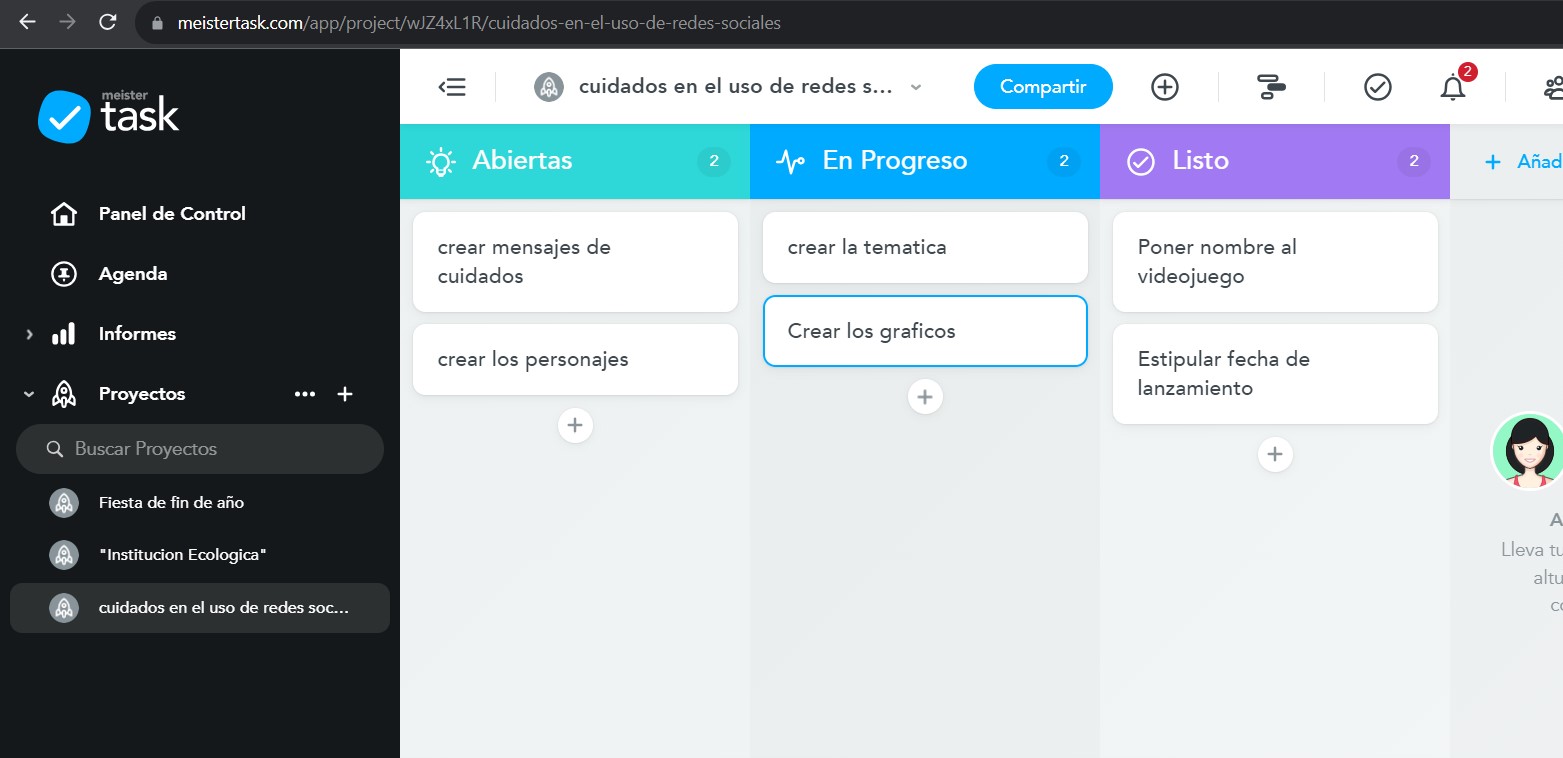 meistertask.com/app/project/wJZ4xL1R/cuidados-en-el-uso-de-redes-sociales
meister
task
Panel de Control
Agenda
Informes
Proyectos
Buscar Proyectos
Fiesta de fin de año
"Institucion Ecologica"
cuidados en el uso de redes soc...
cuidados en el uso de redes s...
Compartir
2
Abiertas 2
crear mensajes de
cuidados
crear los personajes
En Progreso 2
crear la tematica
Crear los graficos
Listo 2
Poner nombre al
videojuego
Estipular fecha de
lanzamiento
Añad
A
Lleva tu
altu